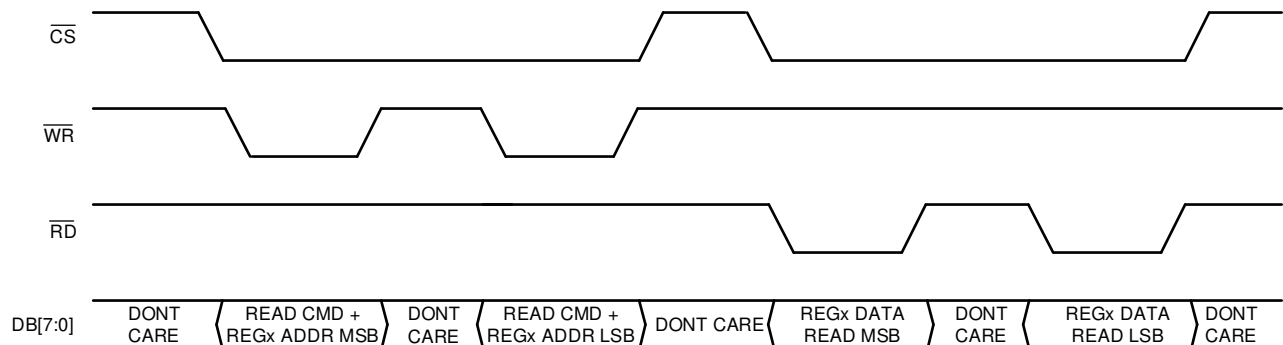 CS
WR
RD
DB[7:0]
DONT
CARE
READ CMD +
REGx ADDR MSB
DONT
CARE
READ CMD +
REGx ADDR LSB
DONT CARE
REGx DATA
READ MSB
DONT
CARE
REGx DATA
READ LSB
DONT
CARE